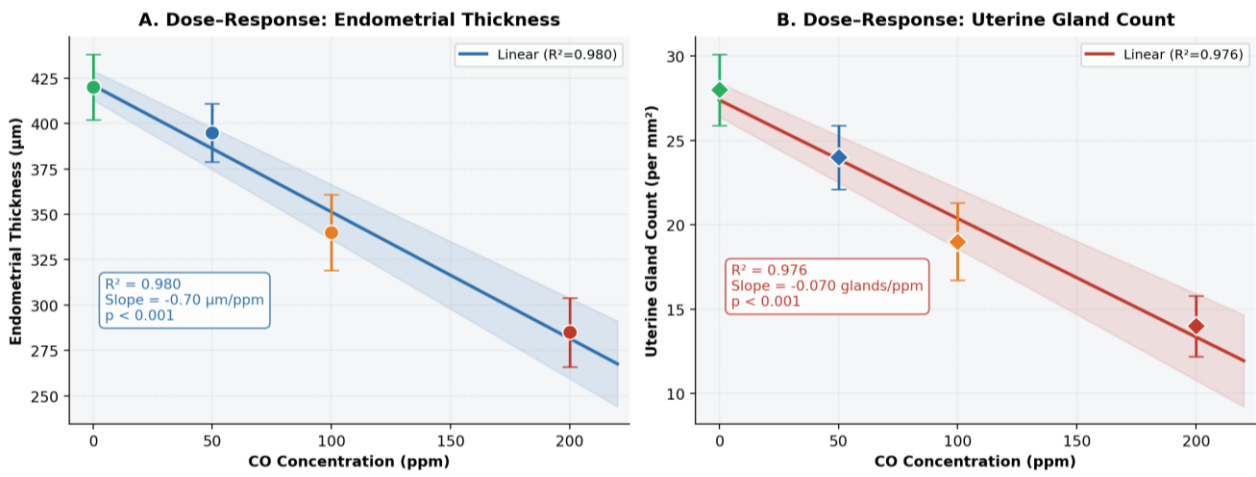 A. Dose–Response: Endometrial Thickness
Linear (R²=0.980)
Endometrial Thickness (µm)
425
400
375
350
325
300
275
250
R² = 0.980
Slope = -0.70 µm/ppm
p < 0.001
0 50 100 150 200
CO Concentration (ppm)
B. Dose–Response: Uterine Gland Count
Linear (R²=0.976)
Uterine Gland Count (per mm²)
30
25
20
15
10
R² = 0.976
Slope = -0.070 glands/ppm
p < 0.001
0 50 100 150 200
CO Concentration (ppm)